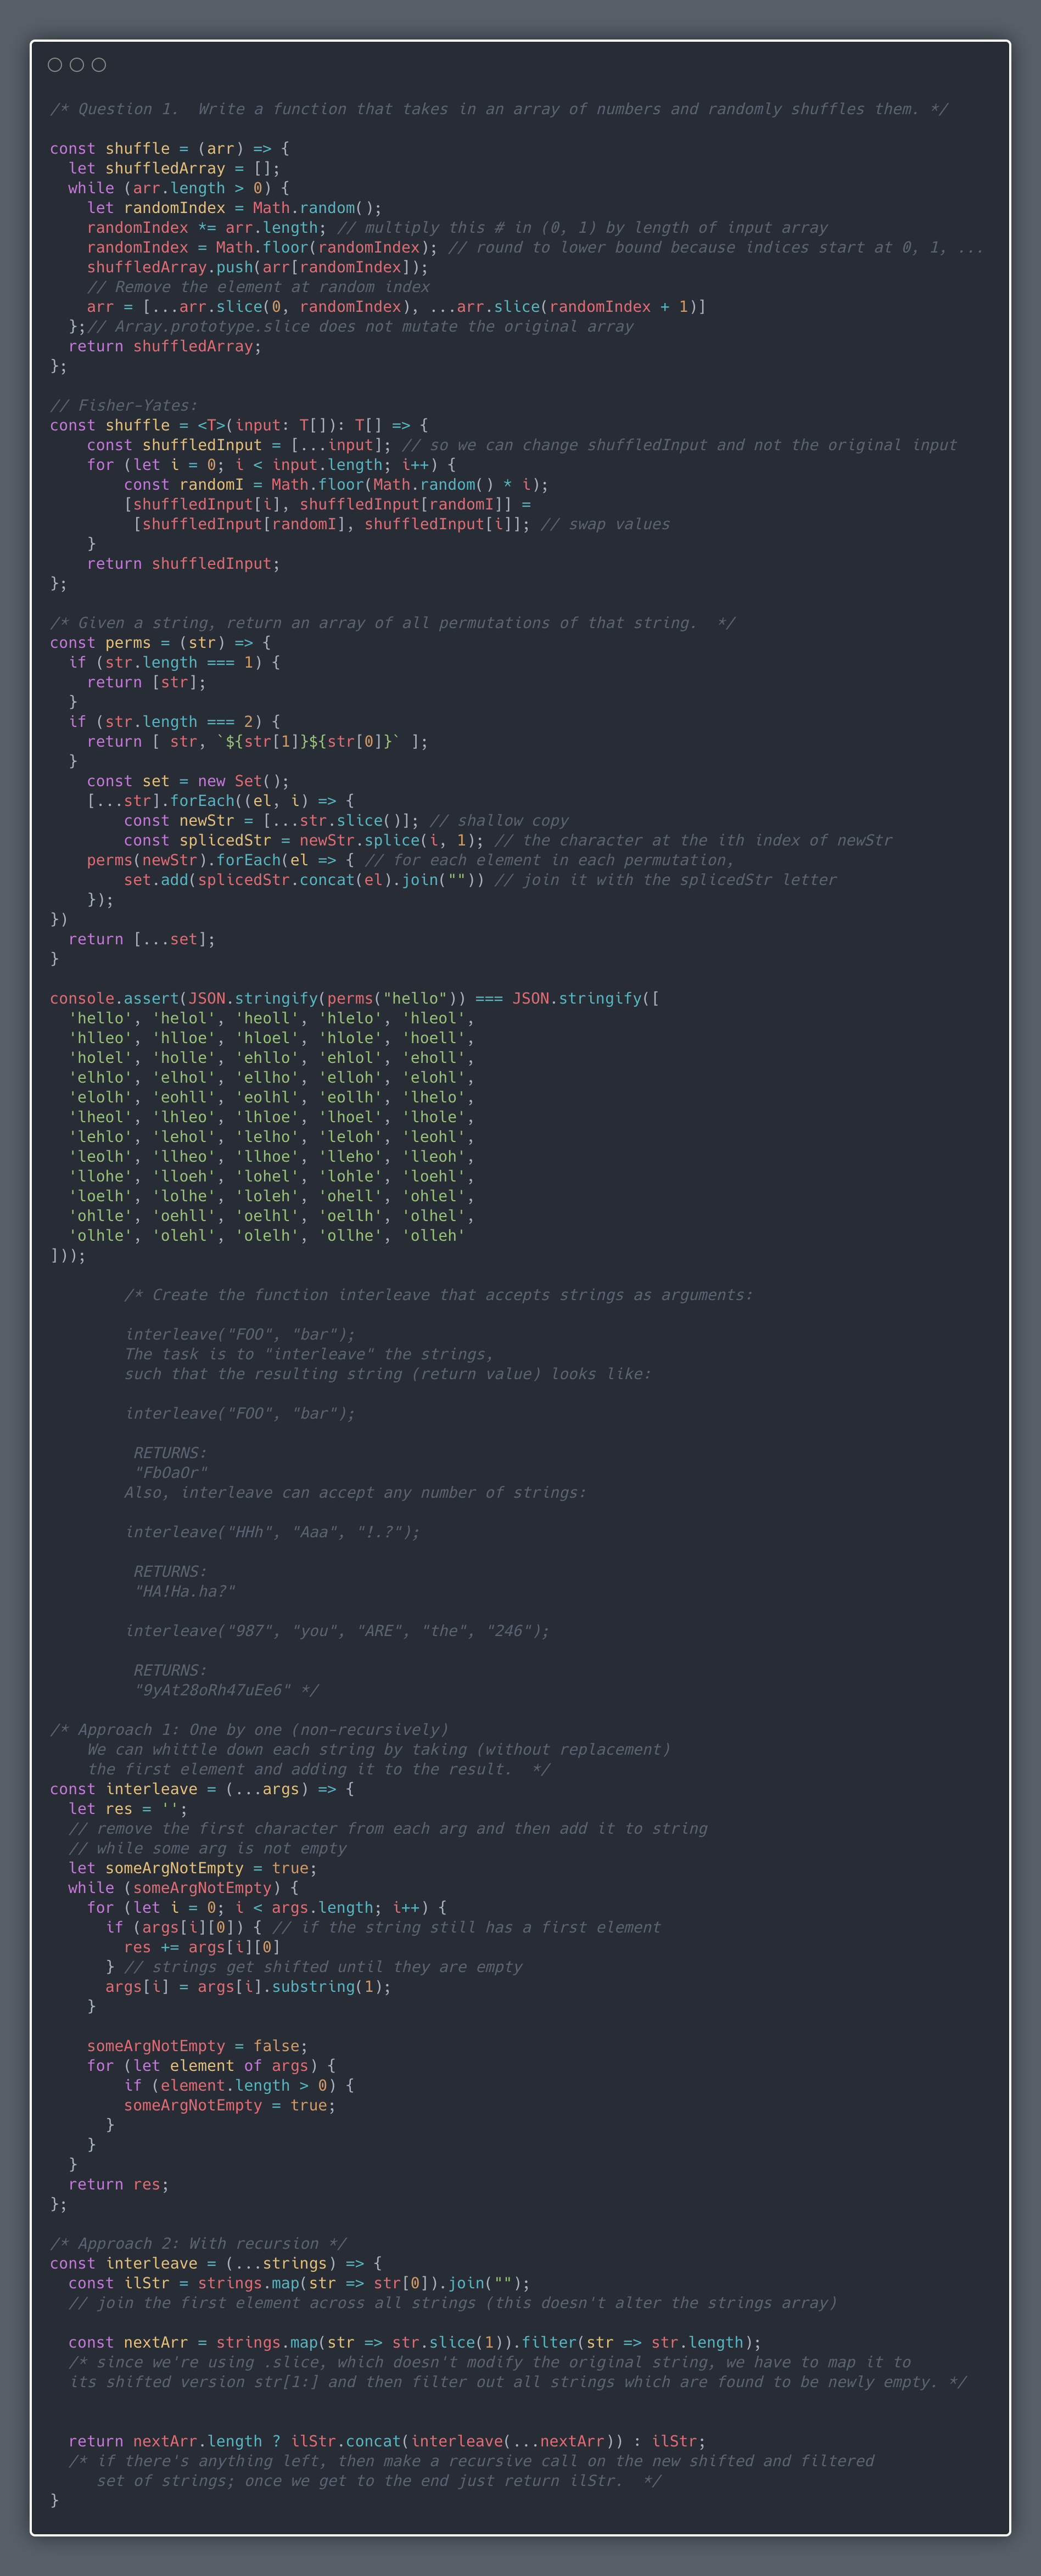 /* Question 1.  Write a function that takes in an array of numbers and randomly shuffles them. */

const shuffle = (arr) => {
  let shuffledArray = [];
  while (arr.length > 0) {
    let randomIndex = Math.random();
    randomIndex *= arr.length; // multiply this # in (0, 1) by length of input array
    randomIndex = Math.floor(randomIndex); // round to lower bound because indices start at 0, 1, ...
    shuffledArray.push(arr[randomIndex]);
    // Remove the element at random index
    arr = [...arr.slice(0, randomIndex), ...arr.slice(randomIndex + 1)]
  };// Array.prototype.slice does not mutate the original array
  return shuffledArray;
};

// Fisher-Yates:
const shuffle = <T>(input: T[]): T[] => {
    const shuffledInput = [...input]; // so we can change shuffledInput and not the original input
    for (let i = 0; i < input.length; i++) {
        const randomI = Math.floor(Math.random() * i);
        [shuffledInput[i], shuffledInput[randomI]] =
         [shuffledInput[randomI], shuffledInput[i]]; // swap values
    }
    return shuffledInput;
};

/* Given a string, return an array of all permutations of that string.  */
const perms = (str) => {
  if (str.length === 1) {
    return [str];
  }
  if (str.length === 2) {
    return [ str, `${str[1]}${str[0]}` ];
  }
    const set = new Set();
    [...str].forEach((el, i) => {
        const newStr = [...str.slice()]; // shallow copy
        const splicedStr = newStr.splice(i, 1); // the character at the ith index of newStr
    perms(newStr).forEach(el => { // for each element in each permutation,
        set.add(splicedStr.concat(el).join("")) // join it with the splicedStr letter
    });
})
  return [...set];
}

console.assert(JSON.stringify(perms("hello")) === JSON.stringify([
  'hello', 'helol', 'heoll', 'hlelo', 'hleol',
  'hlleo', 'hlloe', 'hloel', 'hlole', 'hoell',
  'holel', 'holle', 'ehllo', 'ehlol', 'eholl',
  'elhlo', 'elhol', 'ellho', 'elloh', 'elohl',
  'elolh', 'eohll', 'eolhl', 'eollh', 'lhelo',
  'lheol', 'lhleo', 'lhloe', 'lhoel', 'lhole',
  'lehlo', 'lehol', 'lelho', 'leloh', 'leohl',
  'leolh', 'llheo', 'llhoe', 'lleho', 'lleoh',
  'llohe', 'lloeh', 'lohel', 'lohle', 'loehl',
  'loelh', 'lolhe', 'loleh', 'ohell', 'ohlel',
  'ohlle', 'oehll', 'oelhl', 'oellh', 'olhel',
  'olhle', 'olehl', 'olelh', 'ollhe', 'olleh'
]));

        /* Create the function interleave that accepts strings as arguments:

        interleave("FOO", "bar");
        The task is to "interleave" the strings,
        such that the resulting string (return value) looks like:

        interleave("FOO", "bar");

         RETURNS:
         "FbOaOr"
        Also, interleave can accept any number of strings:

        interleave("HHh", "Aaa", "!.?");

         RETURNS:
         "HA!Ha.ha?"

        interleave("987", "you", "ARE", "the", "246");

         RETURNS:
         "9yAt28oRh47uEe6" */

/* Approach 1: One by one (non-recursively)
    We can whittle down each string by taking (without replacement)
    the first element and adding it to the result.  */
const interleave = (...args) => {
  let res = '';
  // remove the first character from each arg and then add it to string
  // while some arg is not empty
  let someArgNotEmpty = true;
  while (someArgNotEmpty) {
    for (let i = 0; i < args.length; i++) {
      if (args[i][0]) { // if the string still has a first element
        res += args[i][0]
      } // strings get shifted until they are empty
      args[i] = args[i].substring(1);
    }

    someArgNotEmpty = false;
    for (let element of args) {
        if (element.length > 0) {
        someArgNotEmpty = true;
      }
    }
  }
  return res;
};

/* Approach 2: With recursion */
const interleave = (...strings) => {
  const ilStr = strings.map(str => str[0]).join("");
  // join the first element across all strings (this doesn't alter the strings array)

  const nextArr = strings.map(str => str.slice(1)).filter(str => str.length);
  /* since we're using .slice, which doesn't modify the original string, we have to map it to
  its shifted version str[1:] and then filter out all strings which are found to be newly empty. */


  return nextArr.length ? ilStr.concat(interleave(...nextArr)) : ilStr;
  /* if there's anything left, then make a recursive call on the new shifted and filtered
     set of strings; once we get to the end just return ilStr.  */
}